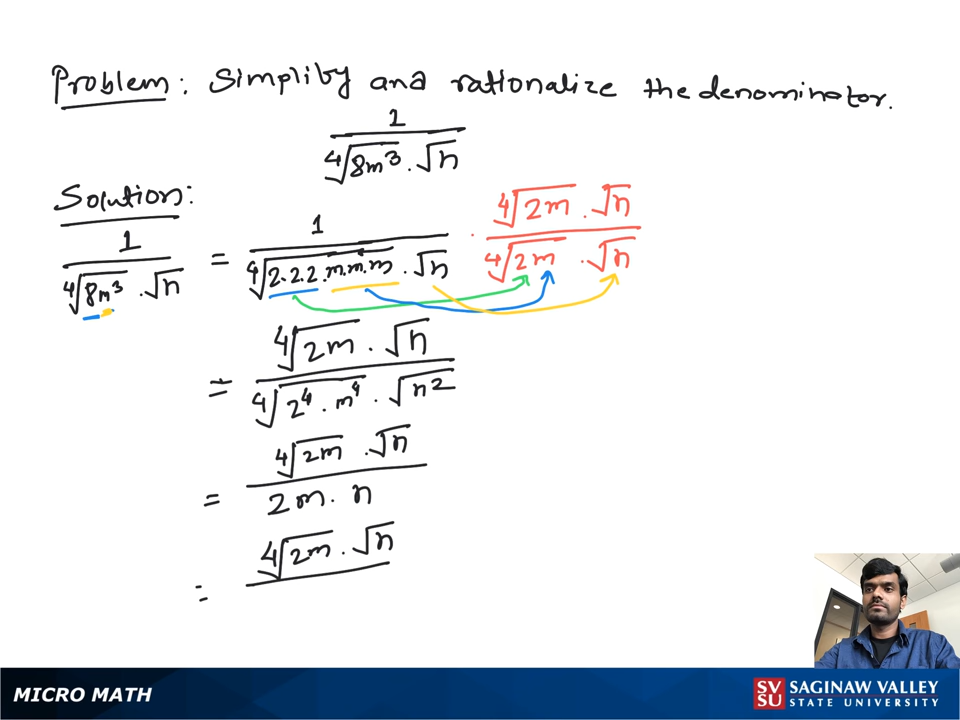 Problem: Simplify and rationalize the denominator.
1 / (∜(8m³) · √n)
Solution:
1 / (∜(8m³) · √n) = 1 / (∜(2·2·2·m·m·m) · √n) · (∜(2m) · √n) / (∜(2m) · √n)
= (∜(2m) · √n) / (∜(2⁴ · m⁴) · √(n²))
= (∜(2m) · √n) / (2m · n)
= ∜(2m) · √n
MICRO MATH
SV
SU
SAGINAW VALLEY
STATE UNIVERSITY